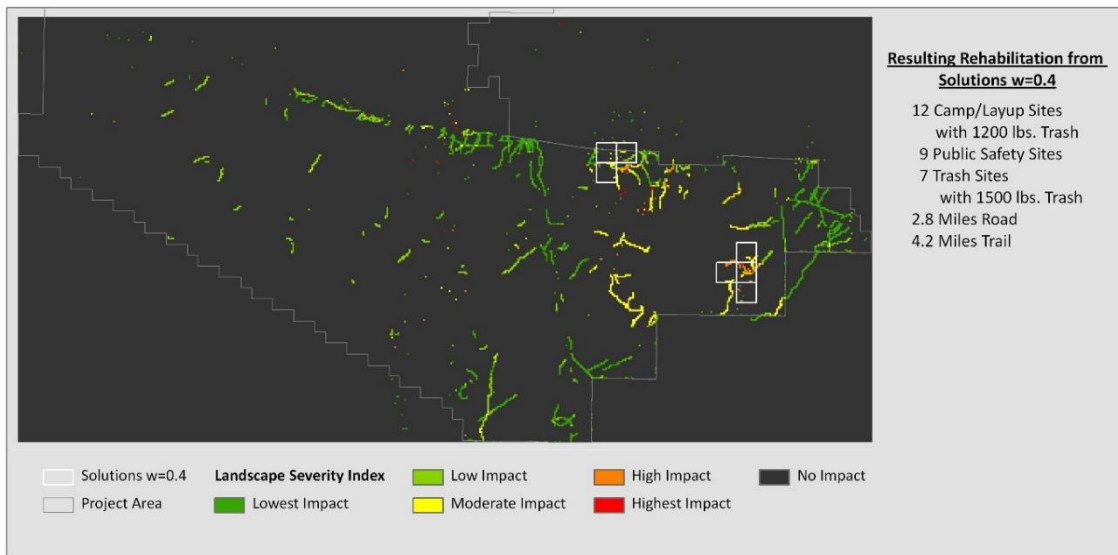 Resulting Rehabilitation from
Solutions w=0.4
12 Camp/Layup Sites
with 1200 lbs. Trash
9 Public Safety Sites
7 Trash Sites
with 1500 lbs. Trash
2.8 Miles Road
4.2 Miles Trail
Solutions w=0.4
Project Area
Landscape Severity Index
Lowest Impact
Low Impact
Moderate Impact
High Impact
Highest Impact
No Impact